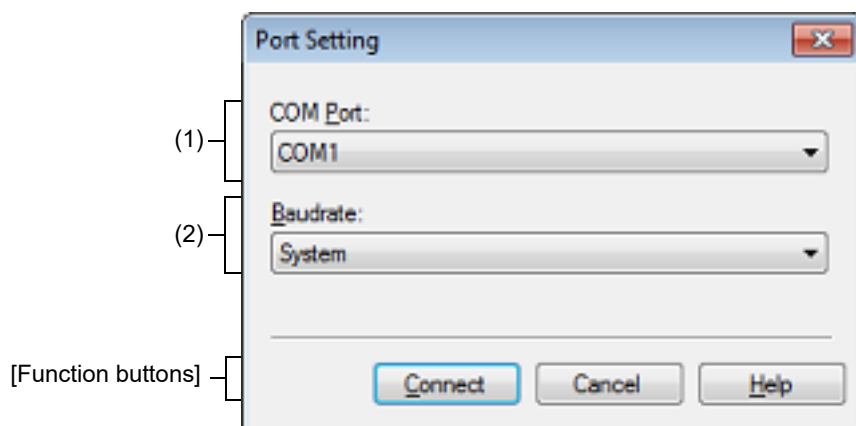 Port Setting
COM Port:
(1)
COM1
Baudrate:
(2)
System
[Function buttons]
Connect Cancel Help